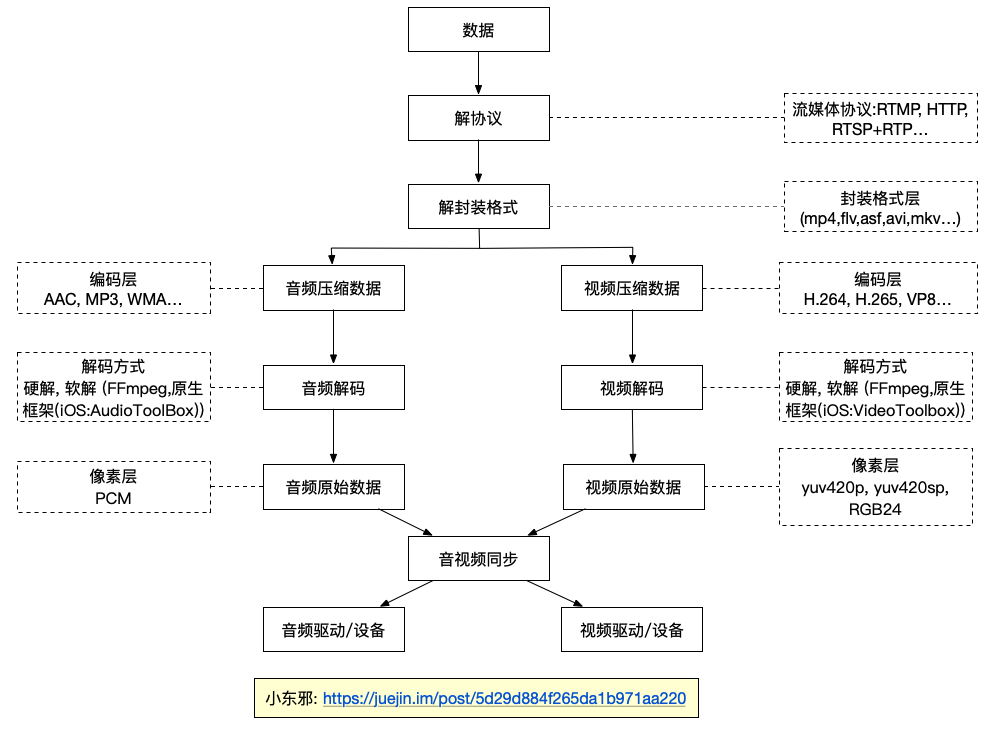 数据
解协议
流媒体协议:RTMP, HTTP,
RTSP+RTP...
解封装格式
封装格式层
(mp4,flv,asf,avi,mkv...)
编码层
AAC, MP3, WMA...
音频压缩数据
视频压缩数据
编码层
H.264, H.265, VP8...
解码方式
硬解, 软解 (FFmpeg,原生
框架(iOS:AudioToolBox))
音频解码
视频解码
解码方式
硬解, 软解 (FFmpeg,原生
框架(iOS:VideoToolbox))
像素层
PCM
音频原始数据
视频原始数据
像素层
yuv420p, yuv420sp,
RGB24
音视频同步
音频驱动/设备
视频驱动/设备
小东邪: https://juejin.im/post/5d29d884f265da1b971aa220